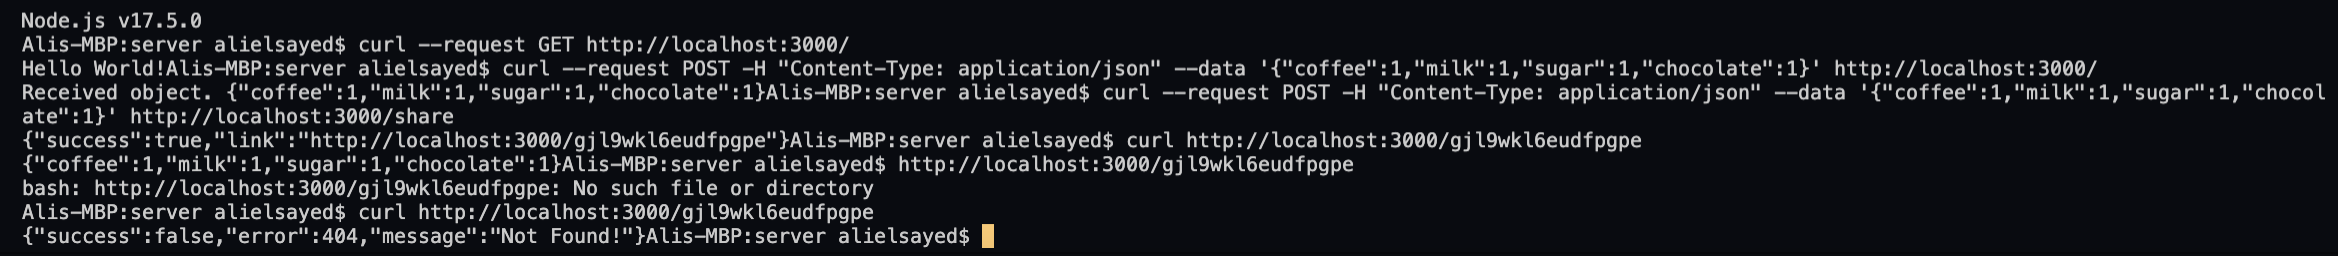 Node.js v17.5.0
Alis-MBP:server alielsayed$ curl --request GET http://localhost:3000/
Hello World!Alis-MBP:server alielsayed$ curl --request POST -H "Content-Type: application/json" --data '{"coffee":1,"milk":1,"sugar":1,"chocolate":1}' http://localhost:3000/
Received object. {"coffee":1,"milk":1,"sugar":1,"chocolate":1}Alis-MBP:server alielsayed$ curl --request POST -H "Content-Type: application/json" --data '{"coffee":1,"milk":1,"sugar":1,"chocol
ate":1}' http://localhost:3000/share
{"success":true,"link":"http://localhost:3000/gjl9wkl6eudfpgpe"}Alis-MBP:server alielsayed$ curl http://localhost:3000/gjl9wkl6eudfpgpe
{"coffee":1,"milk":1,"sugar":1,"chocolate":1}Alis-MBP:server alielsayed$ http://localhost:3000/gjl9wkl6eudfpgpe
bash: http://localhost:3000/gjl9wkl6eudfpgpe: No such file or directory
Alis-MBP:server alielsayed$ curl http://localhost:3000/gjl9wkl6eudfpgpe
{"success":false,"error":404,"message":"Not Found!"}Alis-MBP:server alielsayed$